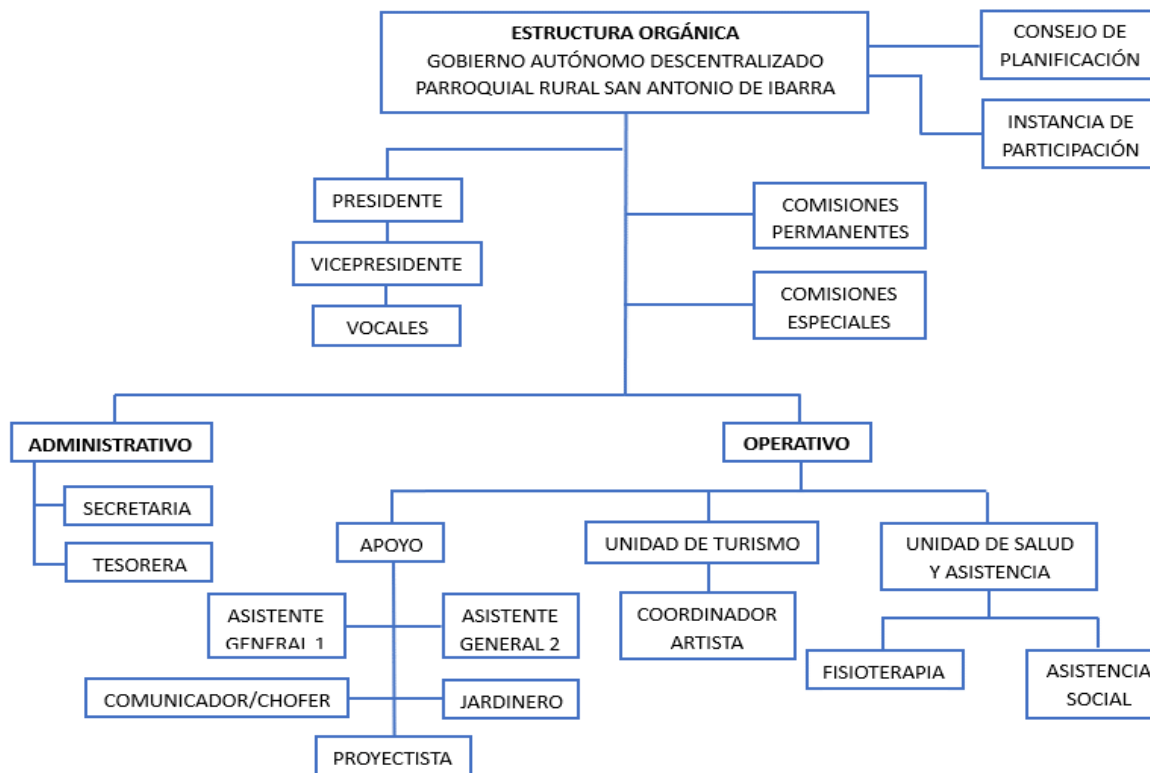 ESTRUCTURA ORGÁNICA
GOBIERNO AUTÓNOMO DESCENTRALIZADO
PARROQUIAL RURAL SAN ANTONIO DE IBARRA
CONSEJO DE
PLANIFICACIÓN
INSTANCIA DE
PARTICIPACIÓN
PRESIDENTE
VICEPRESIDENTE
VOCALES
COMISIONES
PERMANENTES
COMISIONES
ESPECIALES
ADMINISTRATIVO
SECRETARIA
TESORERA
OPERATIVO
APOYO
ASISTENTE
GENERAL 1
ASISTENTE
GENERAL 2
COMUNICADOR/CHOFER
JARDINERO
PROYECTISTA
UNIDAD DE TURISMO
COORDINADOR
ARTISTA
UNIDAD DE SALUD
Y ASISTENCIA
FISIOTERAPIA
ASISTENCIA
SOCIAL